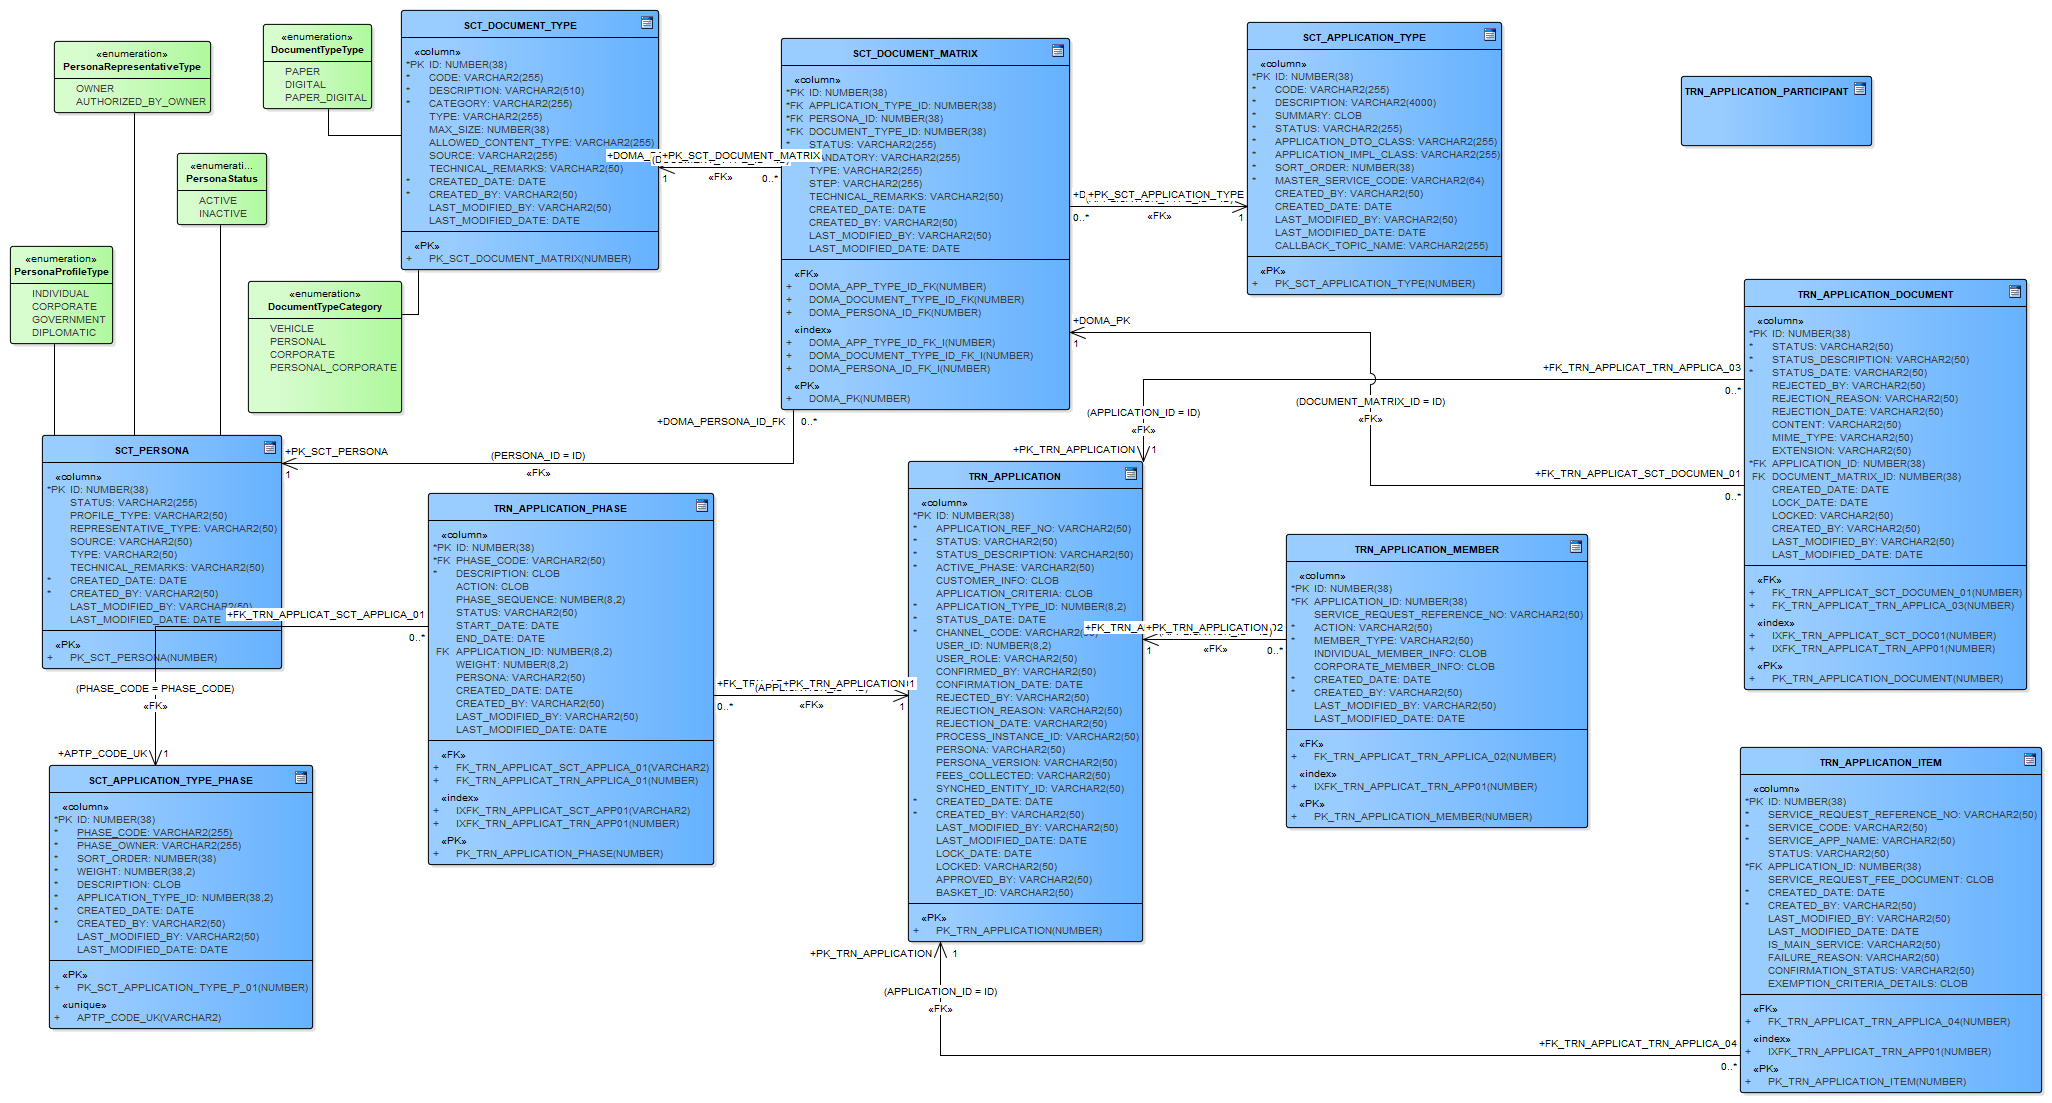 «enumeration»
PersonaRepresentativeType
OWNER
AUTHORIZED_BY_OWNER
«enumeration»
DocumentTypeType
PAPER
DIGITAL
PAPER_DIGITAL
«enumerati...
PersonaStatus
ACTIVE
INACTIVE
«enumeration»
PersonaProfileType
INDIVIDUAL
CORPORATE
GOVERNMENT
DIPLOMATIC
«enumeration»
DocumentTypeCategory
VEHICLE
PERSONAL
CORPORATE
PERSONAL_CORPORATE
SCT_DOCUMENT_TYPE
«column»
*PK ID: NUMBER(38)
* CODE: VARCHAR2(255)
* DESCRIPTION: VARCHAR2(510)
* CATEGORY: VARCHAR2(255)
TYPE: VARCHAR2(255)
MAX_SIZE: NUMBER(38)
ALLOWED_CONTENT_TYPE: VARCHAR2(255)
SOURCE: VARCHAR2(255)
TECHNICAL_REMARKS: VARCHAR2(50)
* CREATED_DATE: DATE
* CREATED_BY: VARCHAR2(50)
LAST_MODIFIED_BY: VARCHAR2(50)
LAST_MODIFIED_DATE: DATE
«PK»
+ PK_SCT_DOCUMENT_MATRIX(NUMBER)
+PK_SCT_DOCUMENT_MATRIX
1
«FK»
0..*
SCT_DOCUMENT_MATRIX
«column»
*PK ID: NUMBER(38)
*FK APPLICATION_TYPE_ID: NUMBER(38)
*FK PERSONA_ID: NUMBER(38)
*FK DOCUMENT_TYPE_ID: NUMBER(38)
STATUS: VARCHAR2(255)
ANDATORY: VARCHAR2(255)
TYPE: VARCHAR2(255)
STEP: VARCHAR2(255)
TECHNICAL_REMARKS: VARCHAR2(50)
CREATED_DATE: DATE
CREATED_BY: VARCHAR2(50)
LAST_MODIFIED_BY: VARCHAR2(50)
LAST_MODIFIED_DATE: DATE
«FK»
+ DOMA_APP_TYPE_ID_FK(NUMBER)
+ DOMA_DOCUMENT_TYPE_ID_FK(NUMBER)
+ DOMA_PERSONA_ID_FK(NUMBER)
«index»
+ DOMA_APP_TYPE_ID_FK_I(NUMBER)
+ DOMA_DOCUMENT_TYPE_ID_FK_I(NUMBER)
+ DOMA_PERSONA_ID_FK_I(NUMBER)
«PK»
+ DOMA_PK(NUMBER)
+PK_SCT_APPLICATION_TYPE
0..*
«FK»
1
SCT_APPLICATION_TYPE
«column»
*PK ID: NUMBER(38)
* CODE: VARCHAR2(255)
* DESCRIPTION: VARCHAR2(4000)
* SUMMARY: CLOB
* STATUS: VARCHAR2(255)
* APPLICATION_DTO_CLASS: VARCHAR2(255)
* APPLICATION_IMPL_CLASS: VARCHAR2(255)
* SORT_ORDER: NUMBER(38)
* MASTER_SERVICE_CODE: VARCHAR2(64)
CREATED_BY: VARCHAR2(50)
CREATED_DATE: DATE
LAST_MODIFIED_BY: VARCHAR2(50)
LAST_MODIFIED_DATE: DATE
CALLBACK_TOPIC_NAME: VARCHAR2(255)
«PK»
+ PK_SCT_APPLICATION_TYPE(NUMBER)
TRN_APPLICATION_PARTICIPANT
+DOMA_PK
1
(DOCUMENT_MATRIX_ID = ID)
«FK»
+FK_TRN_APPLICAT_SCT_DOCUMEN_01
0..*
+FK_TRN_APPLICAT_TRN_APPLICA_03
0..*
(APPLICATION_ID = ID)
«FK»
+PK_TRN_APPLICATION
1
TRN_APPLICATION_DOCUMENT
«column»
*PK ID: NUMBER(38)
* STATUS: VARCHAR2(50)
* STATUS_DESCRIPTION: VARCHAR2(50)
* STATUS_DATE: VARCHAR2(50)
REJECTED_BY: VARCHAR2(50)
REJECTION_REASON: VARCHAR2(50)
REJECTION_DATE: VARCHAR2(50)
CONTENT: VARCHAR2(50)
MIME_TYPE: VARCHAR2(50)
EXTENSION: VARCHAR2(50)
*FK APPLICATION_ID: NUMBER(38)
FK DOCUMENT_MATRIX_ID: NUMBER(38)
CREATED_DATE: DATE
LOCK_DATE: DATE
LOCKED: VARCHAR2(50)
CREATED_BY: VARCHAR2(50)
LAST_MODIFIED_BY: VARCHAR2(50)
LAST_MODIFIED_DATE: DATE
«FK»
+ FK_TRN_APPLICAT_SCT_DOCUMEN_01(NUMBER)
+ FK_TRN_APPLICAT_TRN_APPLICA_03(NUMBER)
«index»
+ IXFK_TRN_APPLICAT_SCT_DOC01(NUMBER)
+ IXFK_TRN_APPLICAT_TRN_APP01(NUMBER)
«PK»
+ PK_TRN_APPLICATION_DOCUMENT(NUMBER)
+DOMA_PERSONA_ID_FK
0..*
(PERSONA_ID = ID)
«FK»
+PK_SCT_PERSONA
1
SCT_PERSONA
«column»
*PK ID: NUMBER(38)
STATUS: VARCHAR2(255)
PROFILE_TYPE: VARCHAR2(50)
REPRESENTATIVE_TYPE: VARCHAR2(50)
SOURCE: VARCHAR2(50)
TYPE: VARCHAR2(50)
TECHNICAL_REMARKS: VARCHAR2(50)
* CREATED_DATE: DATE
* CREATED_BY: VARCHAR2(50)
LAST_MODIFIED_BY: VARCHAR2(50)
LAST_MODIFIED_DATE: DATE
«PK»
+ PK_SCT_PERSONA(NUMBER)
+FK_TRN_APPLICAT_SCT_APPLICA_01
0..*
(PHASE_CODE = PHASE_CODE)
«FK»
+APTP_CODE_UK
1
SCT_APPLICATION_TYPE_PHASE
«column»
*PK ID: NUMBER(38)
* PHASE_CODE: VARCHAR2(255)
* PHASE_OWNER: VARCHAR2(255)
* SORT_ORDER: NUMBER(38)
* WEIGHT: NUMBER(38,2)
* DESCRIPTION: CLOB
* APPLICATION_TYPE_ID: NUMBER(38,2)
* CREATED_DATE: DATE
* CREATED_BY: VARCHAR2(50)
LAST_MODIFIED_BY: VARCHAR2(50)
LAST_MODIFIED_DATE: DATE
«PK»
+ PK_SCT_APPLICATION_TYPE_P_01(NUMBER)
«unique»
+ APTP_CODE_UK(VARCHAR2)
TRN_APPLICATION_PHASE
«column»
*PK ID: NUMBER(38)
*FK PHASE_CODE: VARCHAR2(50)
* DESCRIPTION: CLOB
ACTION: CLOB
PHASE_SEQUENCE: NUMBER(8,2)
STATUS: VARCHAR2(50)
START_DATE: DATE
END_DATE: DATE
FK APPLICATION_ID: NUMBER(8,2)
WEIGHT: NUMBER(8,2)
PERSONA: VARCHAR2(50)
CREATED_DATE: DATE
CREATED_BY: VARCHAR2(50)
LAST_MODIFIED_BY: VARCHAR2(50)
LAST_MODIFIED_DATE: DATE
«FK»
+ FK_TRN_APPLICAT_SCT_APPLICA_01(VARCHAR2)
+ FK_TRN_APPLICAT_TRN_APPLICA_01(NUMBER)
«index»
+ IXFK_TRN_APPLICAT_SCT_APP01(VARCHAR2)
+ IXFK_TRN_APPLICAT_TRN_APP01(NUMBER)
«PK»
+ PK_TRN_APPLICATION_PHASE(NUMBER)
+PK_TRN_APPLICATION
0..*
«FK»
1
TRN_APPLICATION
«column»
*PK ID: NUMBER(38)
* APPLICATION_REF_NO: VARCHAR2(50)
* STATUS: VARCHAR2(50)
* STATUS_DESCRIPTION: VARCHAR2(50)
* ACTIVE_PHASE: VARCHAR2(50)
CUSTOMER_INFO: CLOB
APPLICATION_CRITERIA: CLOB
* APPLICATION_TYPE_ID: NUMBER(8,2)
* STATUS_DATE: DATE
* CHANNEL_CODE: VARCHAR2(50)
USER_ID: NUMBER(8,2)
USER_ROLE: VARCHAR2(50)
CONFIRMED_BY: VARCHAR2(50)
CONFIRMATION_DATE: DATE
REJECTED_BY: VARCHAR2(50)
REJECTION_REASON: VARCHAR2(50)
REJECTION_DATE: VARCHAR2(50)
PROCESS_INSTANCE_ID: VARCHAR2(50)
PERSONA: VARCHAR2(50)
PERSONA_VERSION: VARCHAR2(50)
FEES_COLLECTED: VARCHAR2(50)
SYNCHED_ENTITY_ID: VARCHAR2(50)
* CREATED_DATE: DATE
* CREATED_BY: VARCHAR2(50)
LAST_MODIFIED_BY: VARCHAR2(50)
LAST_MODIFIED_DATE: DATE
LOCK_DATE: DATE
LOCKED: VARCHAR2(50)
APPROVED_BY: VARCHAR2(50)
BASKET_ID: VARCHAR2(50)
«PK»
+ PK_TRN_APPLICATION(NUMBER)
+PK_TRN_APPLICATION
1
«FK»
0..*
TRN_APPLICATION_MEMBER
«column»
*PK ID: NUMBER(38)
*FK APPLICATION_ID: NUMBER(38)
SERVICE_REQUEST_REFERENCE_NO: VARCHAR2(50)
* ACTION: VARCHAR2(50)
* MEMBER_TYPE: VARCHAR2(50)
INDIVIDUAL_MEMBER_INFO: CLOB
CORPORATE_MEMBER_INFO: CLOB
* CREATED_DATE: DATE
* CREATED_BY: VARCHAR2(50)
LAST_MODIFIED_BY: VARCHAR2(50)
LAST_MODIFIED_DATE: DATE
«FK»
+ FK_TRN_APPLICAT_TRN_APPLICA_02(NUMBER)
«index»
+ IXFK_TRN_APPLICAT_TRN_APP01(NUMBER)
«PK»
+ PK_TRN_APPLICATION_MEMBER(NUMBER)
+PK_TRN_APPLICATION
1
(APPLICATION_ID = ID)
«FK»
+FK_TRN_APPLICAT_TRN_APPLICA_04
0..*
TRN_APPLICATION_ITEM
«column»
*PK ID: NUMBER(38)
* SERVICE_REQUEST_REFERENCE_NO: VARCHAR2(50)
* SERVICE_CODE: VARCHAR2(50)
* SERVICE_APP_NAME: VARCHAR2(50)
STATUS: VARCHAR2(50)
*FK APPLICATION_ID: NUMBER(38)
SERVICE_REQUEST_FEE_DOCUMENT: CLOB
* CREATED_DATE: DATE
* CREATED_BY: VARCHAR2(50)
LAST_MODIFIED_BY: VARCHAR2(50)
LAST_MODIFIED_DATE: DATE
IS_MAIN_SERVICE: VARCHAR2(50)
FAILURE_REASON: VARCHAR2(50)
CONFIRMATION_STATUS: VARCHAR2(50)
EXEMPTION_CRITERIA_DETAILS: CLOB
«FK»
+ FK_TRN_APPLICAT_TRN_APPLICA_04(NUMBER)
«index»
+ IXFK_TRN_APPLICAT_TRN_APP01(NUMBER)
«PK»
+ PK_TRN_APPLICATION_ITEM(NUMBER)